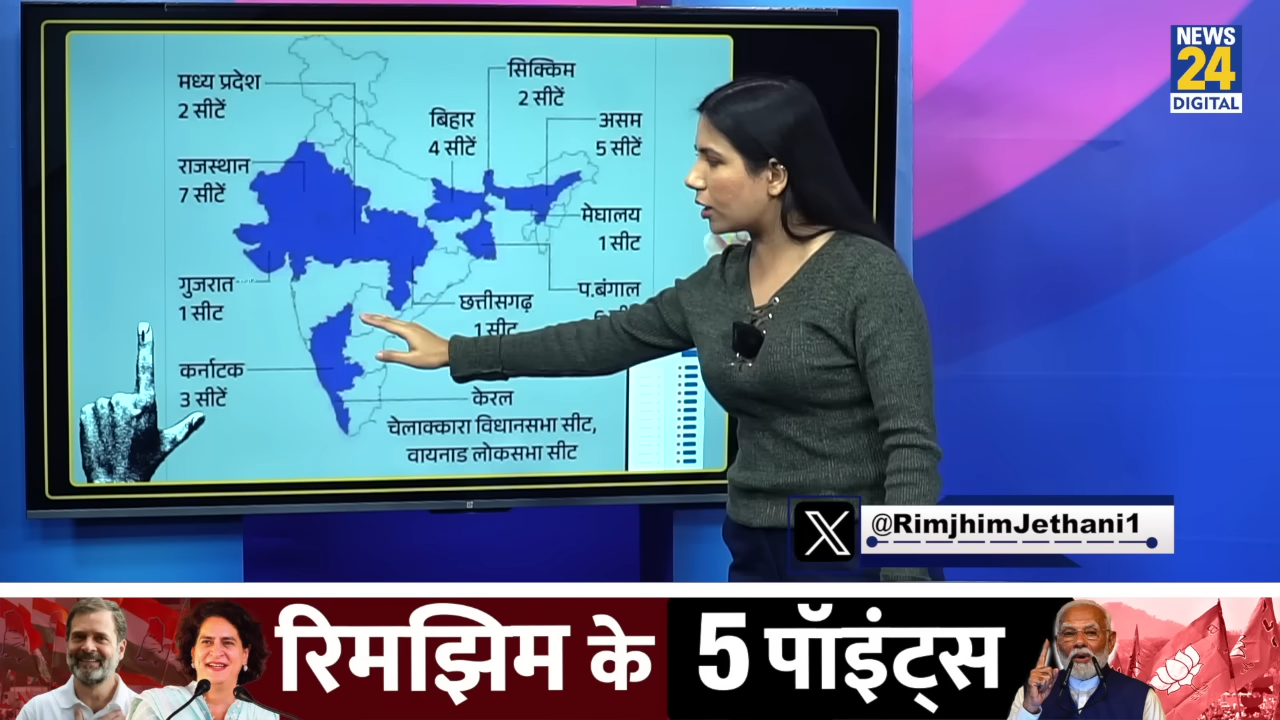 NEWS
24
DIGITAL
मध्य प्रदेश
2 सीटें
सिक्किम
2 सीटें
बिहार
4 सीटें
असम
5 सीटें
राजस्थान
7 सीटें
मेघालय
1 सीट
गुजरात
1 सीट
प.बंगाल
छत्तीसगढ़
1 सीट
कर्नाटक
3 सीटें
केरल
चेलाक्कारा विधानसभा सीट,
वायनाड लोकसभा सीट
@RimjhimJethani1
रिमझिम के 5 पॉइंट्स